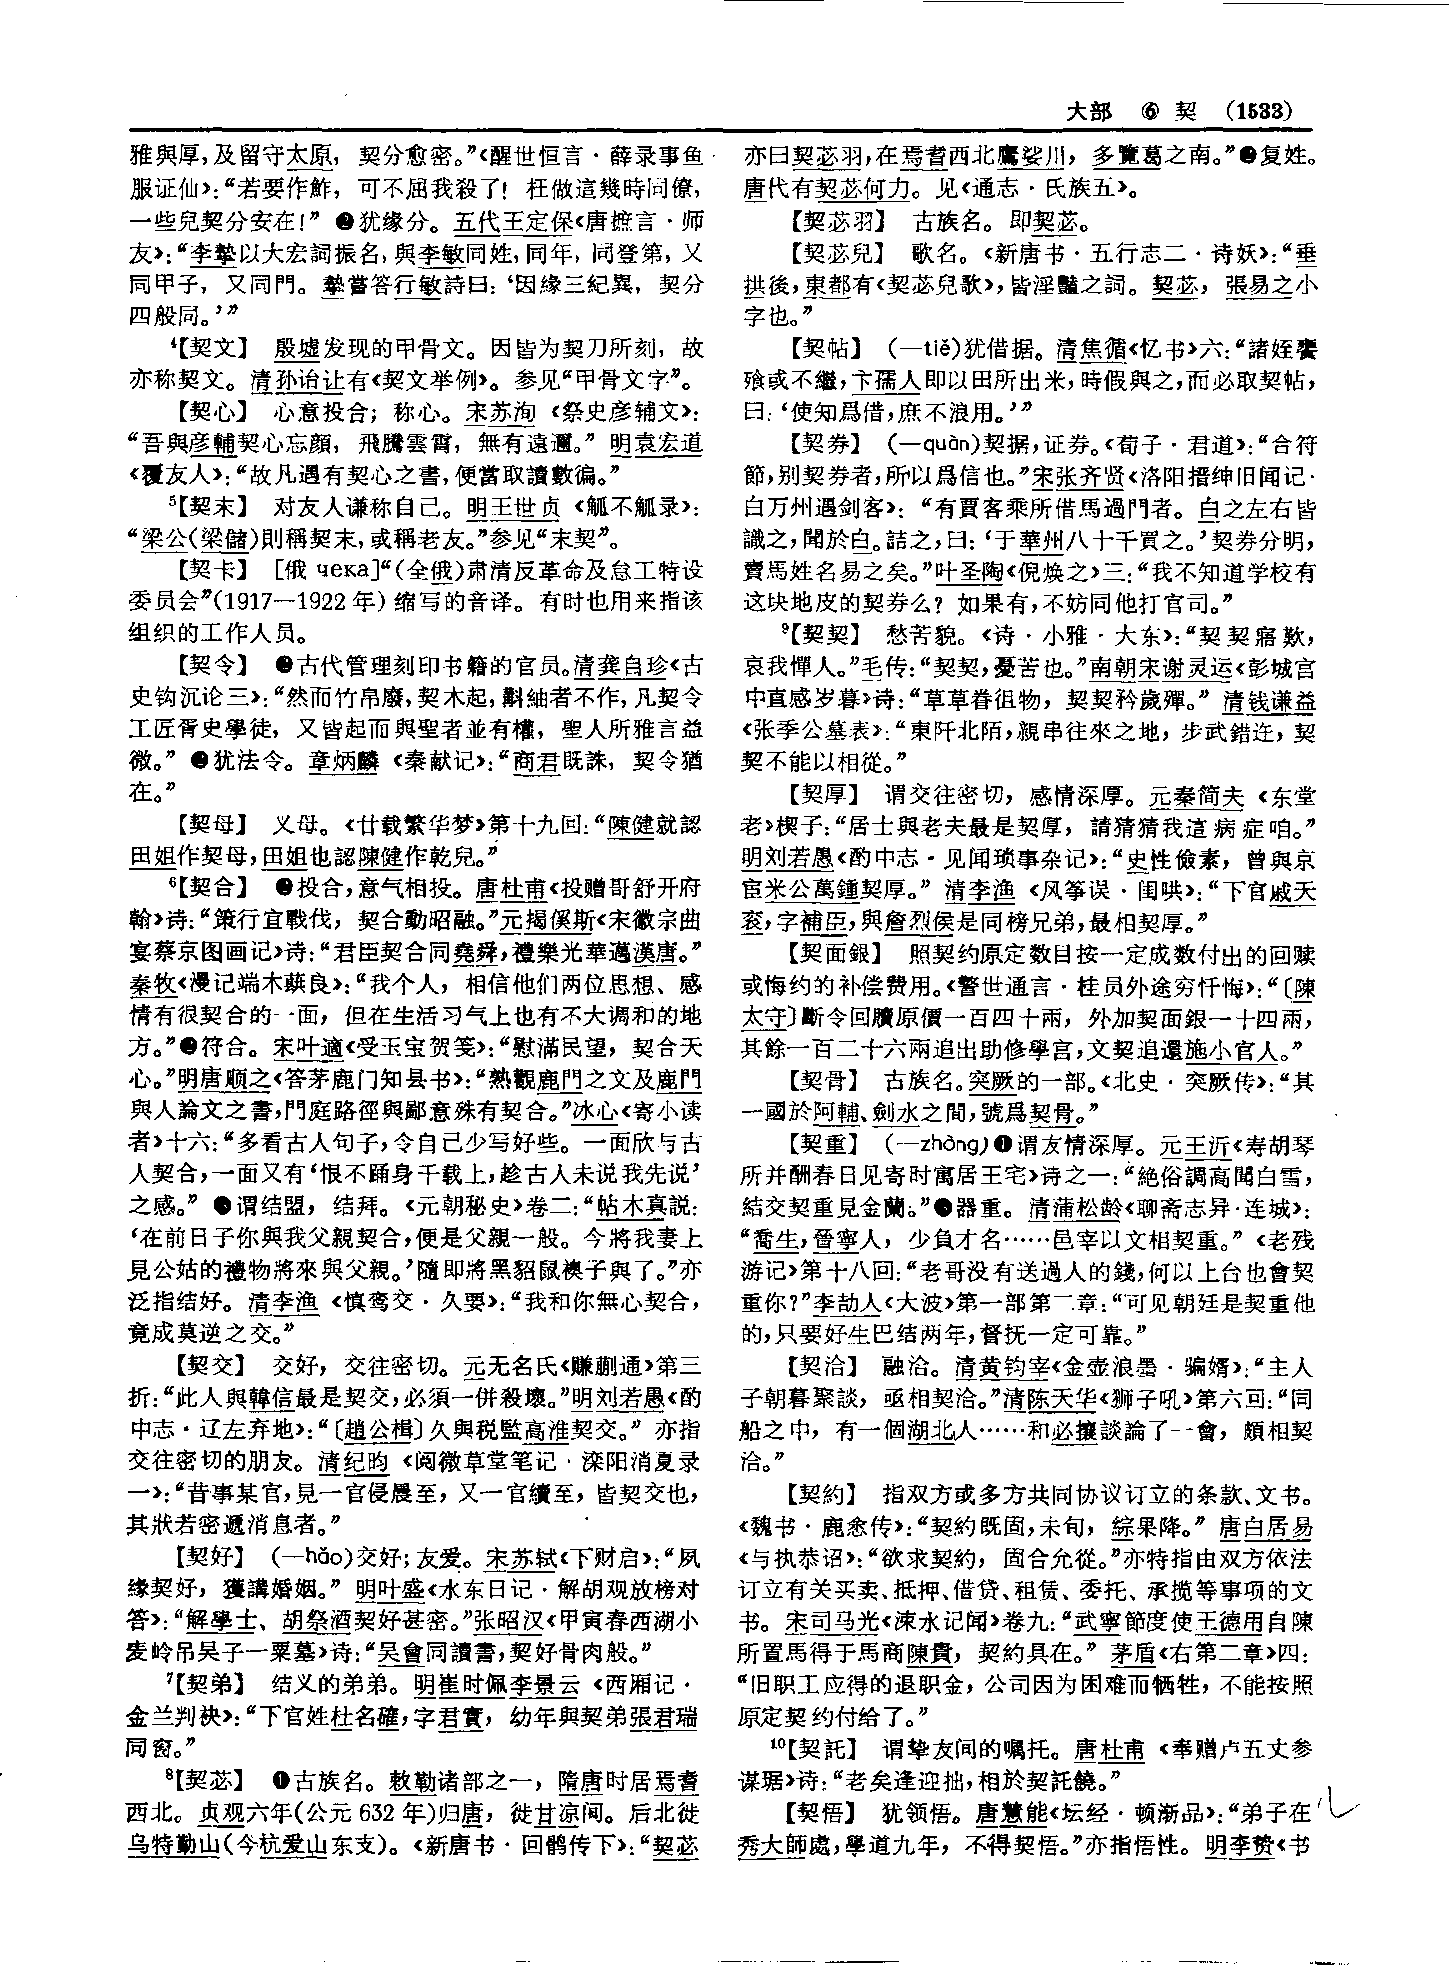 大部 ⑥ 契 (1533)
雅與厚,及留守太原, 契分愈密。”《醒世恒言·薛录事鱼
服证仙》:“若要作鮓, 可不屈我殺了! 枉做這幾時同僚,
一些兒契分安在!” ❷犹缘分。五代王定保《唐摭言·师
友》:“李摯以大宏詞振名,與李敏同姓,同年,同登第,又
同甲子, 又同門。摯嘗答行敏詩曰: ‘因緣三紀異, 契分
四般同。’”
⁴【契文】 殷墟发现的甲骨文。因皆为契刀所刻, 故
亦称契文。清孙诒让有《契文举例》。参见“甲骨文字”。
【契心】 心意投合; 称心。宋苏洵《祭史彦辅文》:
“吾與彦輔契心忘顔, 飛騰雲霄, 無有遠邇。” 明袁宏道
《覆友人》:“故凡遇有契心之書,便當取讀數徧。”
⁵【契末】 对友人谦称自己。明王世贞《觚不觚录》:
“梁公(梁儲)則稱契末,或稱老友。”参见“末契”。
【契卡】 [俄 чека]“(全俄)肃清反革命及怠工特设
委员会”(1917—1922年)缩写的音译。有时也用来指该
组织的工作人员。
【契令】 ❶古代管理刻印书籍的官员。清龚自珍《古
史钩沉论三》:“然而竹帛廢,契木起,斠紬者不作,凡契令
工匠胥史學徒, 又皆起而與聖者並有權, 聖人所雅言益
微。” ❷犹法令。章炳麟《秦献记》:“商君既誅, 契令猶
在。”
【契母】 义母。《廿载繁华梦》第十九回:“陳健就認
田姐作契母,田姐也認陳健作乾兒。”
⁶【契合】 ❶投合,意气相投。唐杜甫《投赠哥舒开府
翰》诗:“策行宜戰伐, 契合動昭融。”元揭傒斯《宋徽宗曲
宴蔡京图画记》诗:“君臣契合同堯舜,禮樂光華邁漢唐。”
秦牧《漫记端木蕻良》:“我个人, 相信他们两位思想、感
情有很契合的一面, 但在生活习气上也有不大调和的地
方。”❷符合。宋叶適《受玉宝贺笺》:“慰滿民望, 契合天
心。”明唐顺之《答茅鹿门知县书》:“熟觀鹿門之文及鹿門
與人論文之書,門庭路徑與鄙意殊有契合。”冰心《寄小读
者》十六:“多看古人句子,令自己少写好些。一面欣与古
人契合,一面又有‘恨不踊身千载上,趁古人未说我先说’
之感。” ❸谓结盟, 结拜。《元朝秘史》卷二:“帖木真説:
‘在前日子你與我父親契合,便是父親一般。今將我妻上
見公姑的禮物將來與父親。’隨即將黑貂鼠襖子與了。”亦
泛指结好。清李渔《慎鸾交·久要》:“我和你無心契合,
竟成莫逆之交。”
【契交】 交好, 交往密切。元无名氏《赚蒯通》第三
折:“此人與韓信最是契交,必須一併殺壞。”明刘若愚《酌
中志·辽左弃地》:“〔趙公楫〕久與税監高淮契交。” 亦指
交往密切的朋友。清纪昀《阅微草堂笔记·滦阳消夏录
一》:“昔事某官,見一官侵晨至, 又一官續至, 皆契交也,
其狀若密遞消息者。”
【契好】 (—hǎo)交好;友爱。宋苏轼《下财启》:“夙
缘契好, 獲講婚姻。” 明叶盛《水东日记·解胡观放榜对
答》:“解學士、胡祭酒契好甚密。”张昭汉《甲寅春西湖小
麦岭吊吴子一粟墓》诗:“吴會同讀書,契好骨肉般。”
⁷【契弟】 结义的弟弟。明崔时佩李景云《西厢记·
金兰判袂》:“下官姓杜名確,字君實, 幼年與契弟張君瑞
同窗。”
⁸【契苾】 ❶古族名。敕勒诸部之一, 隋唐时居焉耆
西北。贞观六年(公元632年)归唐, 徙甘凉间。后北徙
乌特勤山(今杭爱山东支)。《新唐书·回鹘传下》:“契苾
亦曰契苾羽,在焉耆西北鷹娑川, 多覽葛之南。”❷复姓。
唐代有契苾何力。见《通志·氏族五》。
【契苾羽】 古族名。即契苾。
【契苾兒】 歌名。《新唐书·五行志二·诗妖》:“垂
拱後,東都有《契苾兒歌》,皆淫豔之詞。契苾, 張易之小
字也。”
【契帖】 (—tiě)犹借据。清焦循《忆书》六:“諸姪饔
飱或不繼,卞孺人即以田所出米,時假與之,而必取契帖,
曰: ‘使知爲借,庶不浪用。’”
【契券】 (—quàn)契据,证券。《荀子·君道》:“合符
節,别契券者,所以爲信也。”宋张齐贤《洛阳搢绅旧闻记·
白万州遇剑客》: “有賈客乘所借馬過門者。白之左右皆
識之,聞於白。詰之,曰: ‘于華州八十千買之。’契券分明,
賣馬姓名易之矣。”叶圣陶《倪焕之》三:“我不知道学校有
这块地皮的契券么? 如果有,不妨同他打官司。”
⁹【契契】 愁苦貌。《诗·小雅·大东》:“契契寤歎,
哀我憚人。”毛传:“契契,憂苦也。”南朝宋谢灵运《彭城宫
中直感岁暮》诗:“草草眷徂物, 契契矜歲殫。” 清钱谦益
《张季公墓表》:“東阡北陌,親串往來之地, 步武錯迕, 契
契不能以相從。”
【契厚】 谓交往密切, 感情深厚。元秦简夫《东堂
老》楔子:“居士與老夫最是契厚, 請猜猜我這病症咱。”
明刘若愚《酌中志·见闻琐事杂记》:“史性儉素, 曾與京
宦米公萬鍾契厚。” 清李渔《风筝误·闺哄》:“下官戚天
衮,字補臣,與詹烈侯是同榜兄弟,最相契厚。”
【契面銀】 照契约原定数目按一定成数付出的回赎
或悔约的补偿费用。《警世通言·桂员外途穷忏悔》:“〔陳
太守〕斷令回贖原價一百四十兩, 外加契面銀一十四兩,
其餘一百二十六兩追出助修學宫,文契追還施小官人。”
【契骨】 古族名。突厥的一部。《北史·突厥传》:“其
一國於阿輔、劍水之間,號爲契骨。”
【契重】 (—zhòng)❶谓友情深厚。元王沂《寿胡琴
所并酬春日见寄时寓居王宅》诗之一:“絶俗調高聞白雪,
結交契重見金蘭。”❷器重。清蒲松龄《聊斋志异·连城》:
“喬生,晉寧人, 少負才名……邑宰以文相契重。”《老残
游记》第十八回:“老哥没有送過人的錢,何以上台也會契
重你?”李劼人《大波》第一部第二章:“可见朝廷是契重他
的,只要好生巴结两年,督抚一定可靠。”
【契洽】 融洽。清黄钧宰《金壶浪墨·骗婿》:“主人
子朝暮聚談, 亟相契洽。”清陈天华《狮子吼》第六回:“同
船之中, 有一個湖北人……和必攘談論了一會, 頗相契
洽。”
【契約】 指双方或多方共同协议订立的条款、文书。
《魏书·鹿悆传》:“契約既固,未旬, 綜果降。” 唐白居易
《与执恭诏》:“欲求契約, 固合允從。”亦特指由双方依法
订立有关买卖、抵押、借贷、租赁、委托、承揽等事项的文
书。宋司马光《涑水记闻》卷九:“武寧節度使王德用自陳
所置馬得于馬商陳貴, 契約具在。” 茅盾《右第二章》四:
“旧职工应得的退职金,公司因为困难而牺牲,不能按照
原定契约付给了。”
¹⁰【契託】 谓挚友间的嘱托。唐杜甫《奉赠卢五丈参
谋琚》诗:“老矣逢迎拙,相於契託饒。”
【契悟】 犹领悟。唐慧能《坛经·顿渐品》:“弟子在
秀大師處,學道九年, 不得契悟。”亦指悟性。明李贽《书